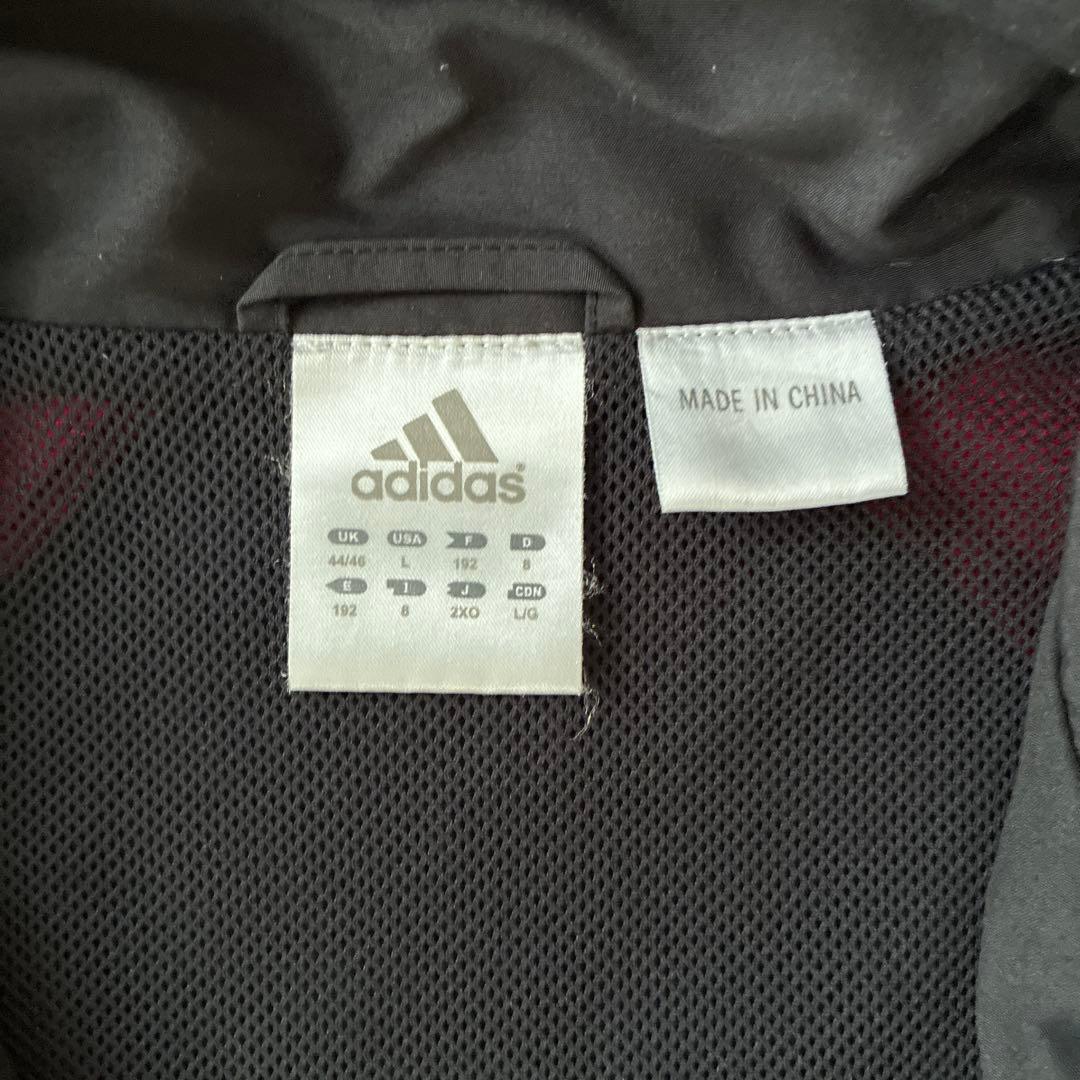 adidas®
UK USA F D
44/46 L 192 8
E I J CDN
192 8 2XO L/G
MADE IN CHINA